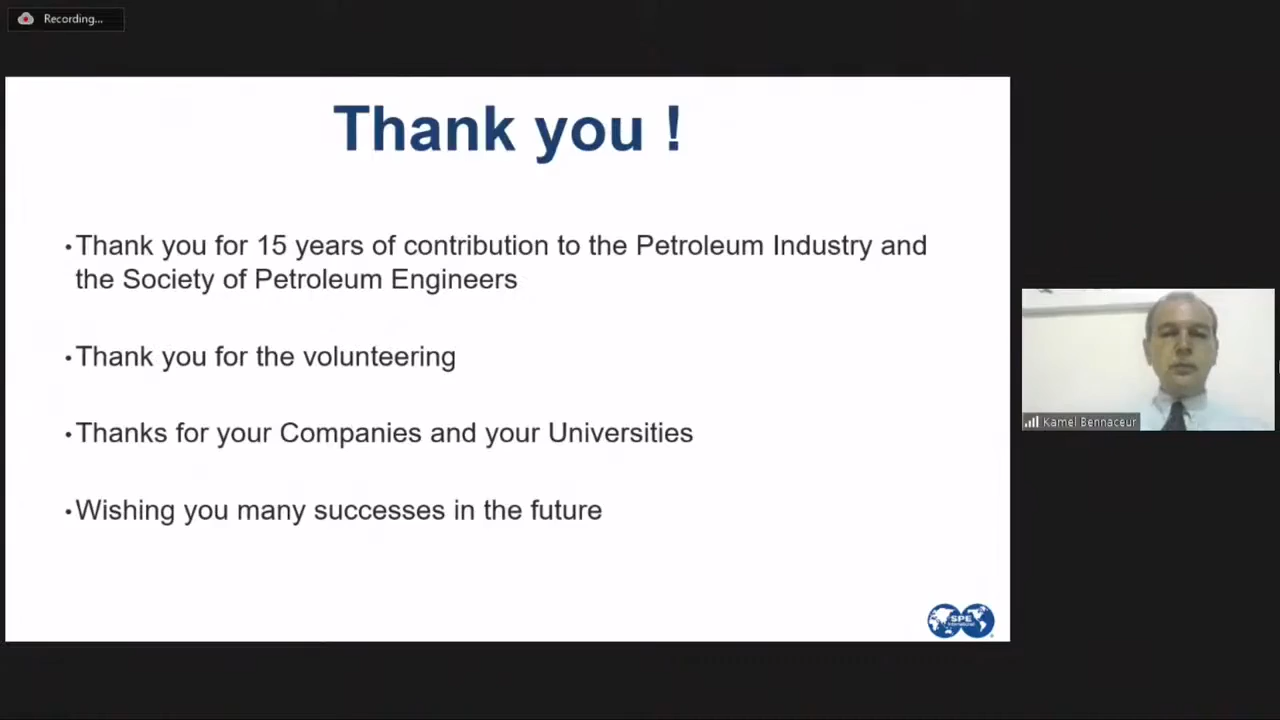 Recording...
Thank you !
•Thank you for 15 years of contribution to the Petroleum Industry and
the Society of Petroleum Engineers
•Thank you for the volunteering
•Thanks for your Companies and your Universities
•Wishing you many successes in the future
SPE
International
Kamel Bennaceur